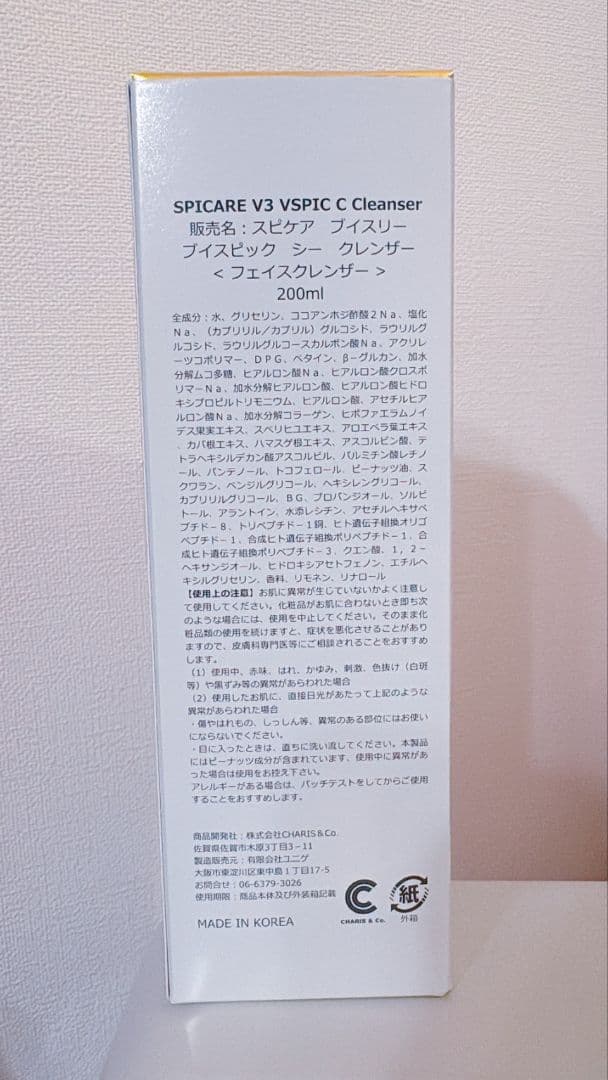 SPICARE V3 VSPIC C Cleanser
販売名：スピケア　ブイスリー
ブイスピック　シー　クレンザー
＜フェイスクレンザー＞
200ml
全成分：水、グリセリン、ココアンホジ酢酸２Ｎａ、塩化
Ｎａ、（カプリリル／カプリル）グルコシド、ラウリルグ
ルコシド、ラウリルグルコースカルボン酸Ｎａ、アクリレ
ーツコポリマー、ＤＰＧ、ベタイン、β－グルカン、加水
分解ムコ多糖、ヒアルロン酸Ｎａ、ヒアルロン酸クロスポ
リマーＮａ、加水分解ヒアルロン酸、ヒアルロン酸ヒドロ
キシプロピルトリモニウム、ヒアルロン酸、アセチルヒア
ルロン酸Ｎａ、加水分解コラーゲン、ヒポファエラムノイ
デス果実エキス、スベリヒユエキス、アロエベラ葉エキス
、カバ根エキス、ハマスゲ根エキス、アスコルビン酸、テ
トラヘキシルデカン酸アスコルビル、パルミチン酸レチノ
ール、パンテノール、トコフェロール、ピーナッツ油、ス
クワラン、ベンジルグリコール、ヘキシレングリコール、
カプリリルグリコール、ＢＧ、プロパンジオール、ソルビ
トール、アラントイン、水添レシチン、アセチルヘキサペ
プチド－８、トリペプチド－１銅、ヒト遺伝子組換オリゴ
ペプチド－１、合成ヒト遺伝子組換ポリペプチド－１、合
成ヒト遺伝子組換ポリペプチド－３、クエン酸、１，２－
ヘキサンジオール、ヒドロキシアセトフェノン、エチルヘ
キシルグリセリン、香料、リモネン、リナロール
【使用上の注意】お肌に異常が生じていないかよく注意し
て使用してください。化粧品がお肌に合わないとき即ち次
のような場合には、使用を中止してください。そのまま化
粧品類の使用を続けますと、症状を悪化させることがあり
ますので、皮膚科専門医等にご相談されることをおすすめ
します。
（1）使用中、赤味、はれ、かゆみ、刺激、色抜け（白斑
等）や黒ずみ等の異常があらわれた場合
（2）使用したお肌に、直接日光があたって上記のような
異常があらわれた場合
・傷やはれもの、しっしん等、異常のある部位にはお使い
にならないでください。
・目に入ったときは、直ちに洗い流してください。本製品
にはピーナッツ成分が含まれています、使用中に異常があ
った場合は使用をお控え下さい。
アレルギーがある場合は、パッチテストをしてからご使用
することをおすすめします。
商品開発社：株式会社CHARIS＆Co.
佐賀県佐賀市木原3丁目3－11
製造販売元：有限会社ユニゲ
大阪市東淀川区東中島１丁目17-5
お問合せ：06-6379-3026
使用期限：商品本体及び外装箱記載
MADE IN KOREA
CHARIS & Co.
紙
外箱